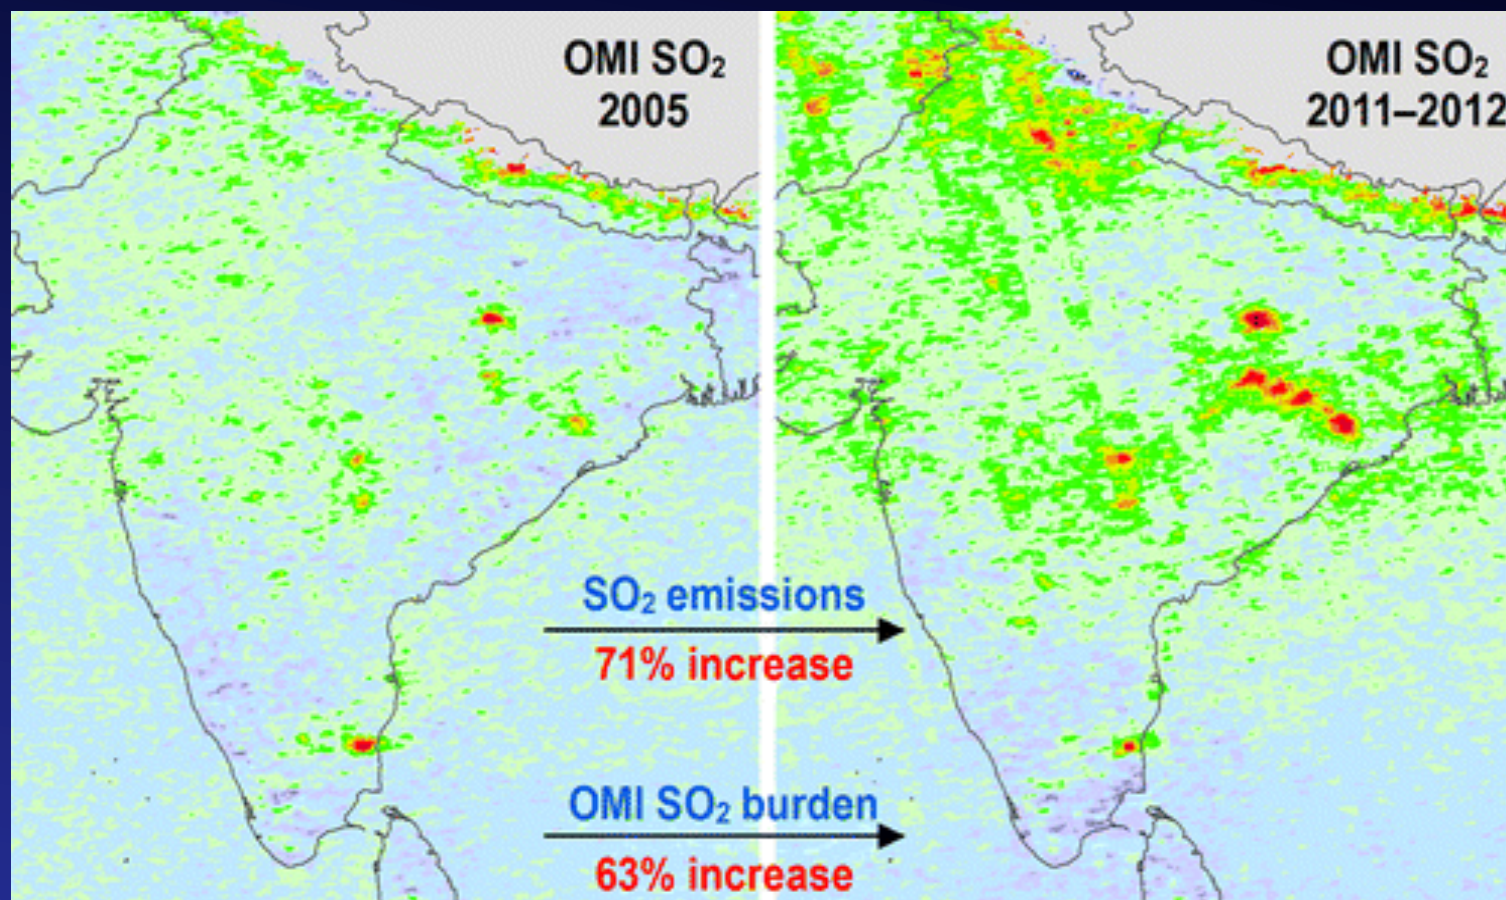 OMI SO₂
2005
OMI SO₂
2011–2012
SO₂ emissions
71% increase
OMI SO₂ burden
63% increase